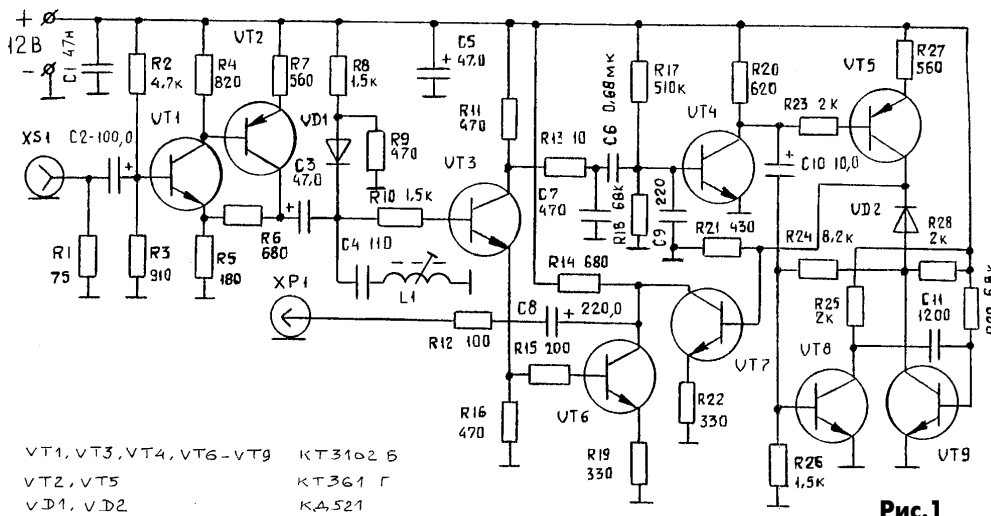 +
12В
-
C1 47н
R2
4,7к
R4
820
VT2
R7
560
R8
1,5к
C5
+ 47,0
R11
470
R17
510к
R20
620
VT5
R27
560
XS1
C2-100,0
+
VT1
VD1
R9
470
C3
+ 47,0
R10 1,5к
VT3
R13 10
C6 0,68мк
VT4
R23 2к
+
C10 10,0
R1
75
R3
910
R5
180
R6
680
C4 110
L1
C7
470
R18 68к
C9 220
R21 430
R24 8,2к
VD2
R28
2к
XP1
R12 100
C8
+
220,0
R14 680
R15 200
VT6
VT7
R25
2к
C11
1200
VT8
VT9
R16
470
R19
330
R22
330
R26
1,5к
VT1, VT3, VT4, VT6-VT9 КТ3102 Б
VT2, VT5 КТ361 Г
VD1, VD2 КД521
Рис.1